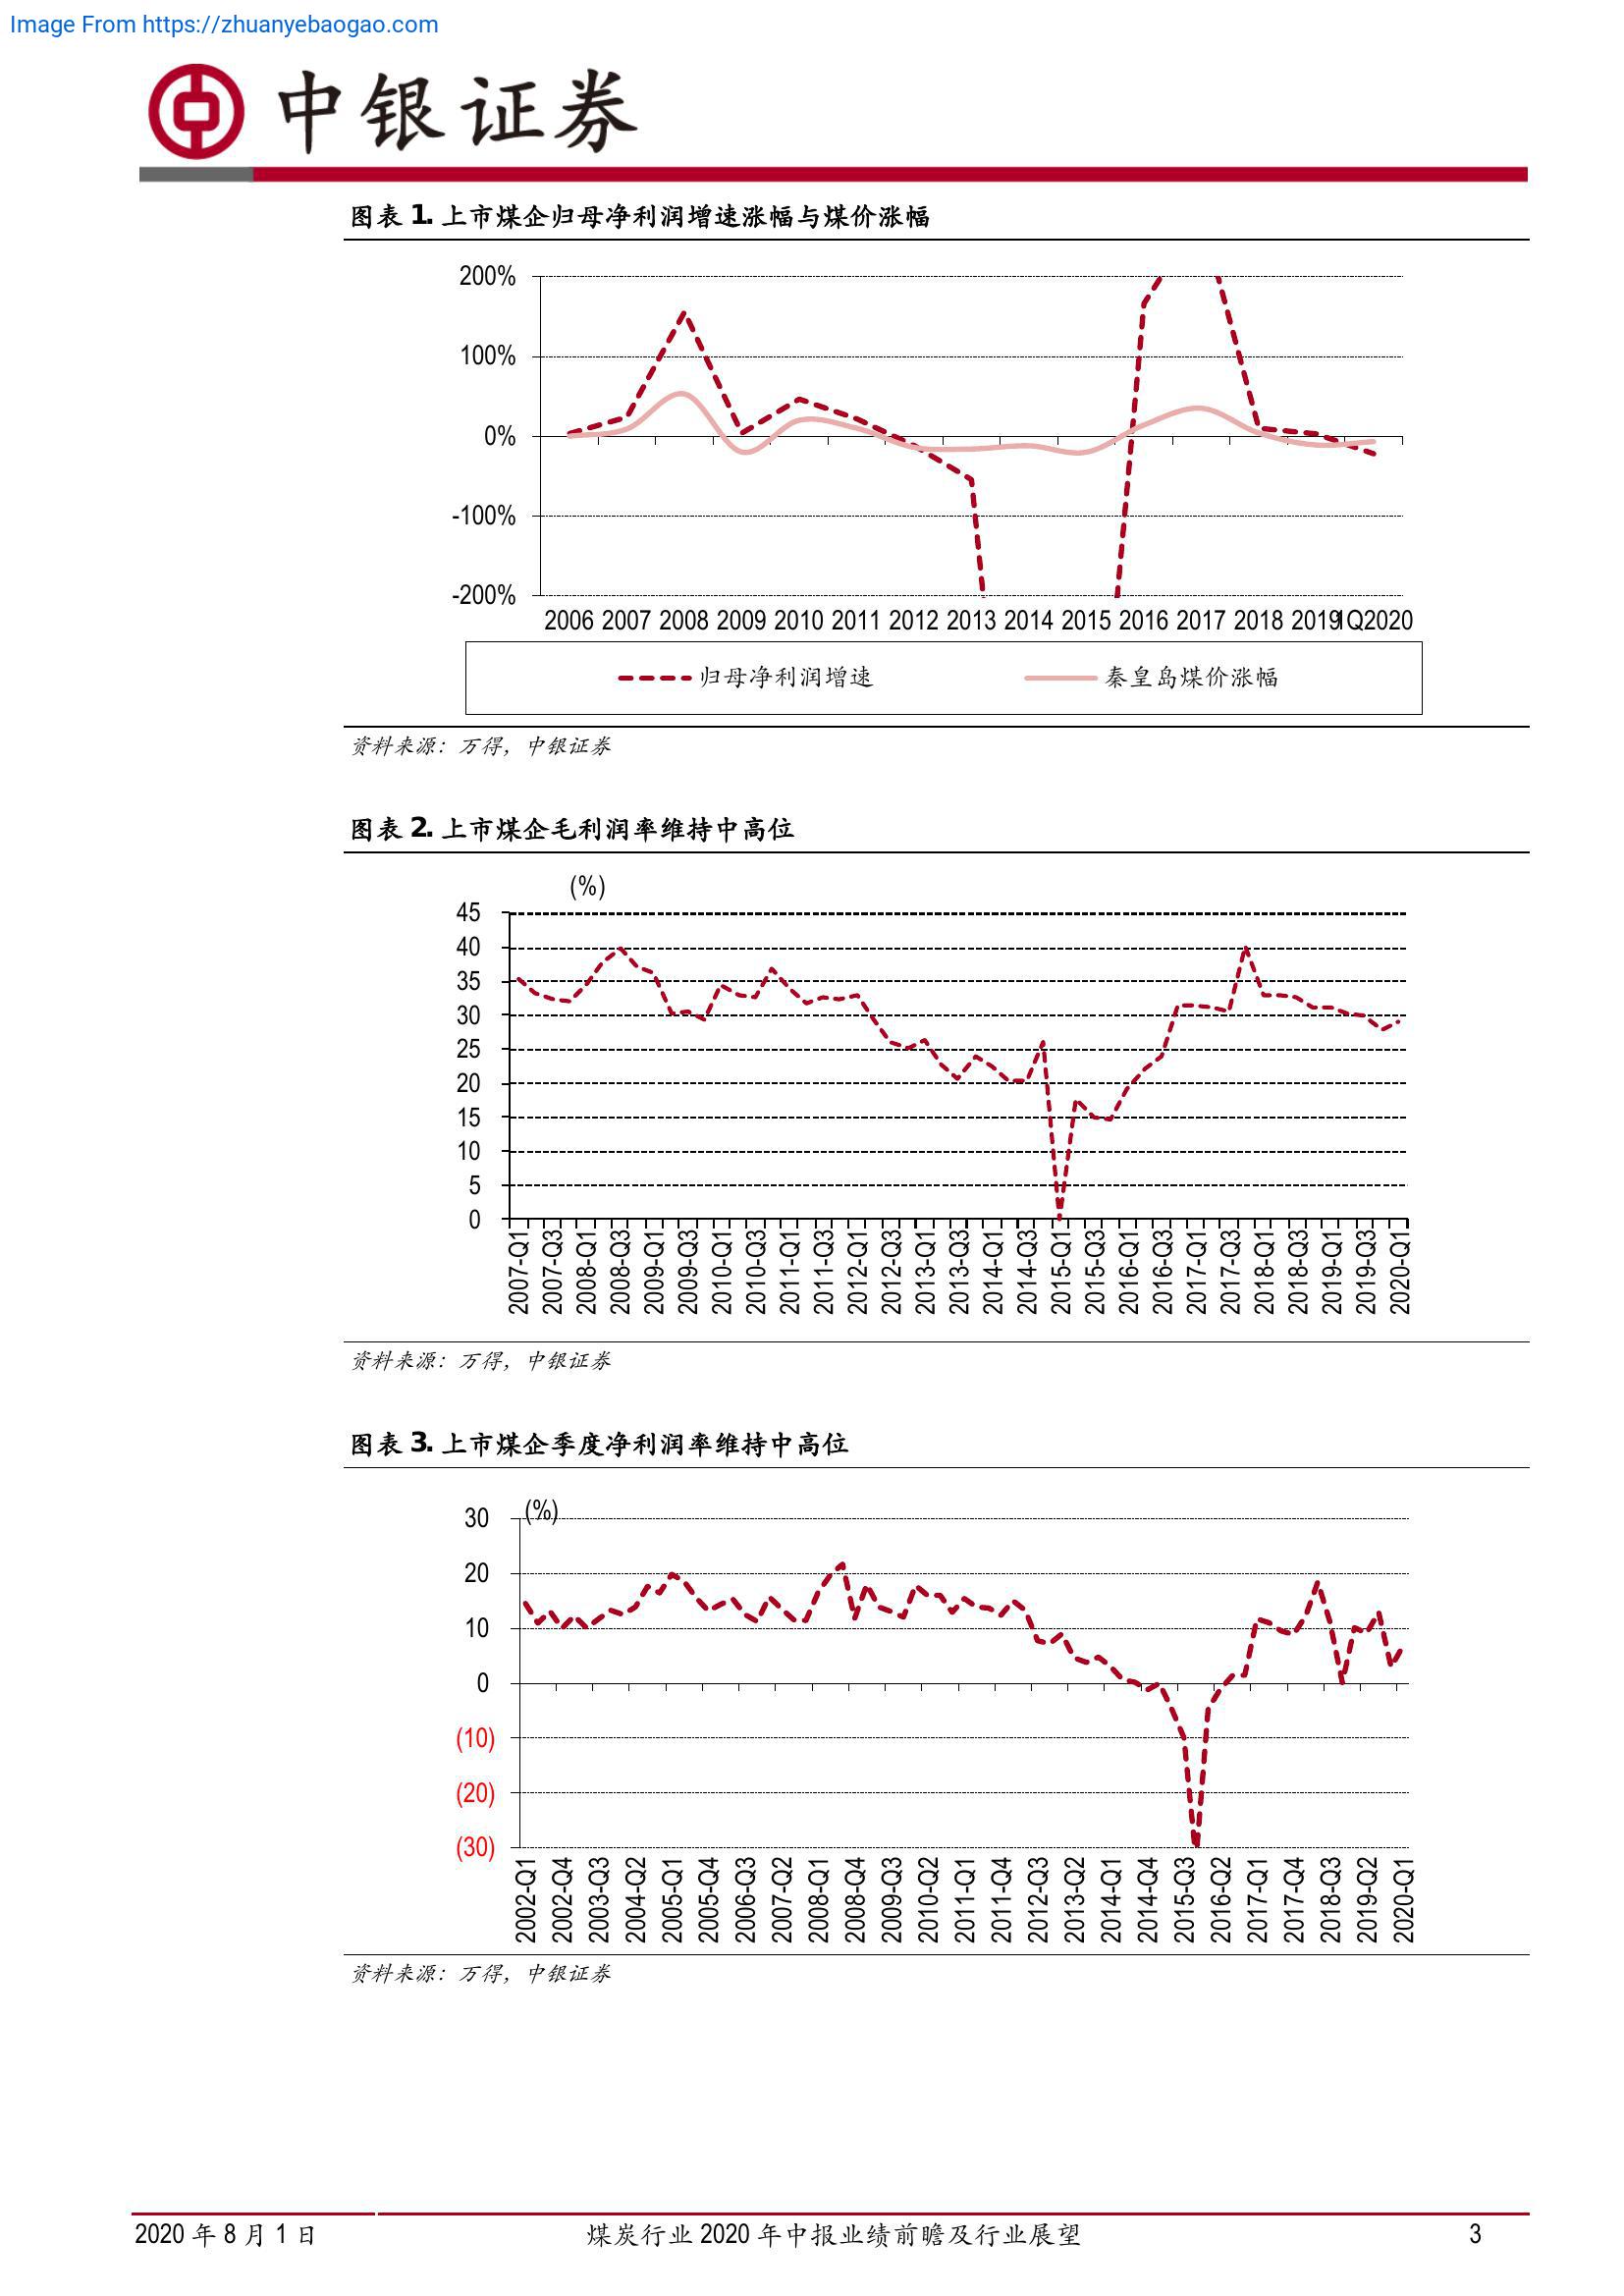 Image From https://zhuanyebaogao.com
中银证券
图表 1. 上市煤企归母净利润增速涨幅与煤价涨幅
200%
100%
0%
-100%
-200%
2006 2007 2008 2009 2010 2011 2012 2013 2014 2015 2016 2017 2018 2019 1Q2020
归母净利润增速 秦皇岛煤价涨幅
资料来源：万得，中银证券
图表 2. 上市煤企毛利润率维持中高位
(%)
45
40
35
30
25
20
15
10
5
0
2007-Q1 2007-Q3 2008-Q1 2008-Q3 2009-Q1 2009-Q3 2010-Q1 2010-Q3 2011-Q1 2011-Q3 2012-Q1 2012-Q3 2013-Q1 2013-Q3 2014-Q1 2014-Q3 2015-Q1 2015-Q3 2016-Q1 2016-Q3 2017-Q1 2017-Q3 2018-Q1 2018-Q3 2019-Q1 2019-Q3 2020-Q1
资料来源：万得，中银证券
图表 3. 上市煤企季度净利润率维持中高位
(%)
30
20
10
0
(10)
(20)
(30)
2002-Q1 2002-Q4 2003-Q3 2004-Q2 2005-Q1 2005-Q4 2006-Q3 2007-Q2 2008-Q1 2008-Q4 2009-Q3 2010-Q2 2011-Q1 2011-Q4 2012-Q3 2013-Q2 2014-Q1 2014-Q4 2015-Q3 2016-Q2 2017-Q1 2017-Q4 2018-Q3 2019-Q2 2020-Q1
资料来源：万得，中银证券
2020 年 8 月 1 日 煤炭行业 2020 年中报业绩前瞻及行业展望 3